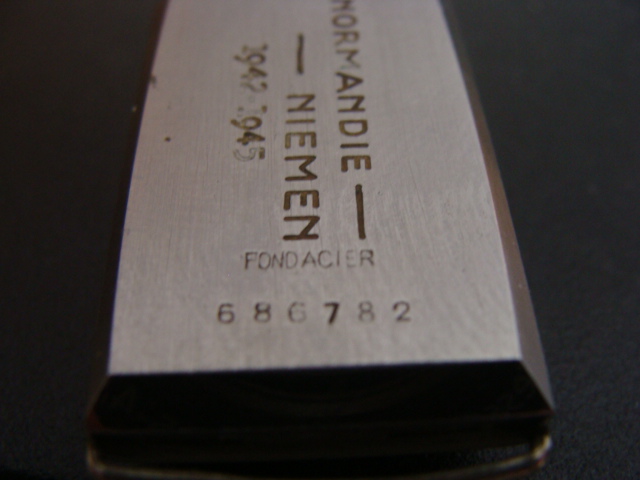 NORMANDIE —
— NIEMEN
1942-1945
FONDACIER
686782